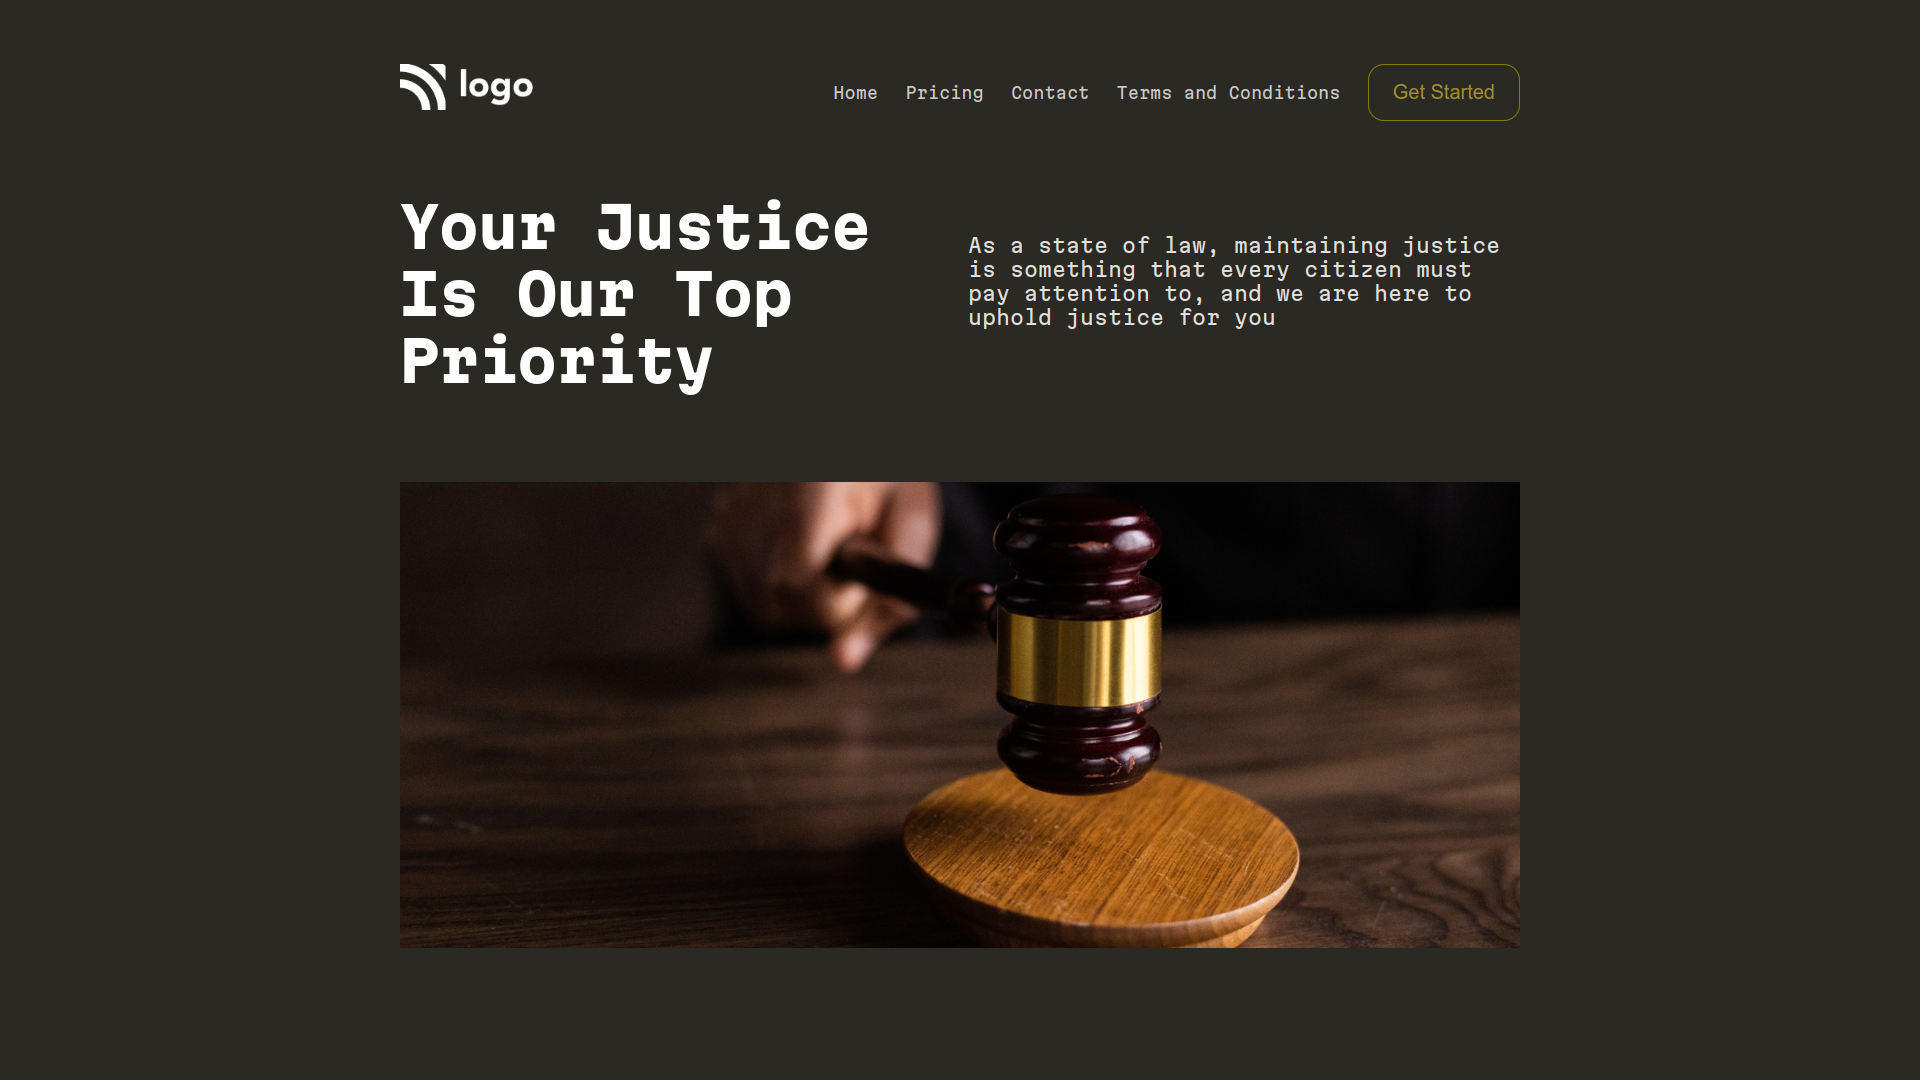 logo
Home Pricing Contact Terms and Conditions Get Started
Your Justice
Is Our Top
Priority
As a state of law, maintaining justice
is something that every citizen must
pay attention to, and we are here to
uphold justice for you